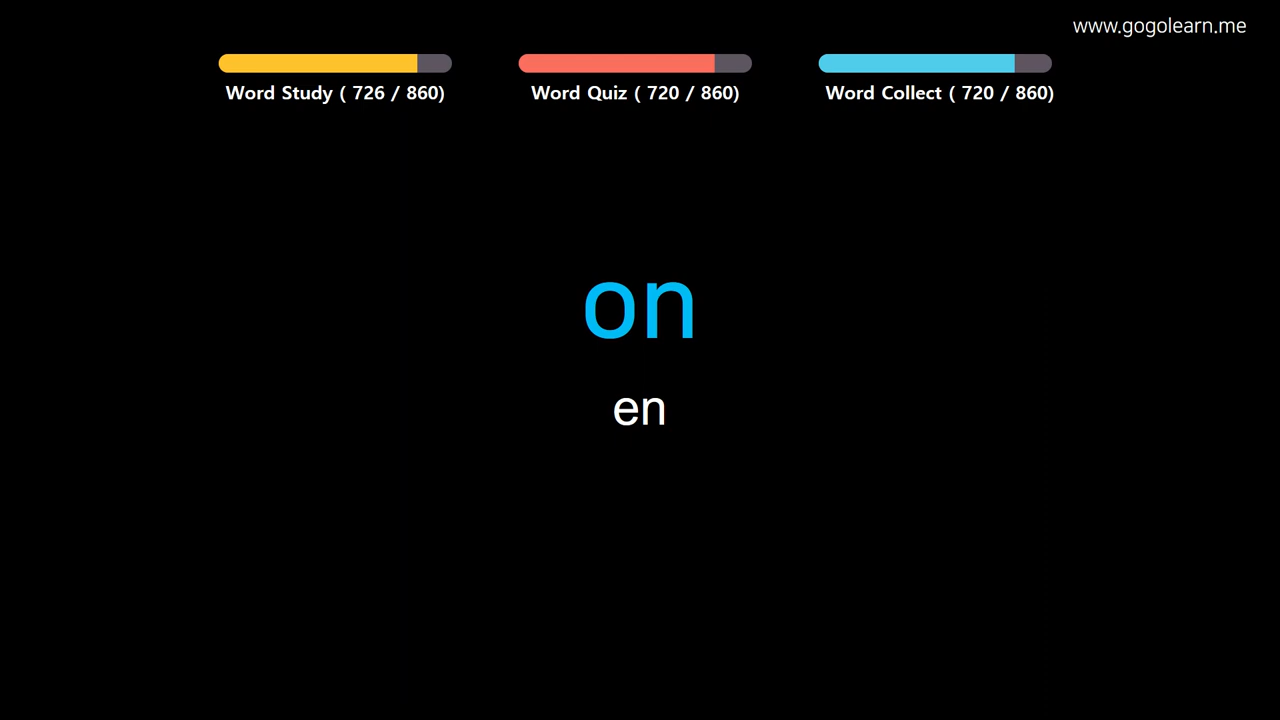 www.gogolearn.me
Word Study ( 726 / 860)
Word Quiz ( 720 / 860)
Word Collect ( 720 / 860)
on
en